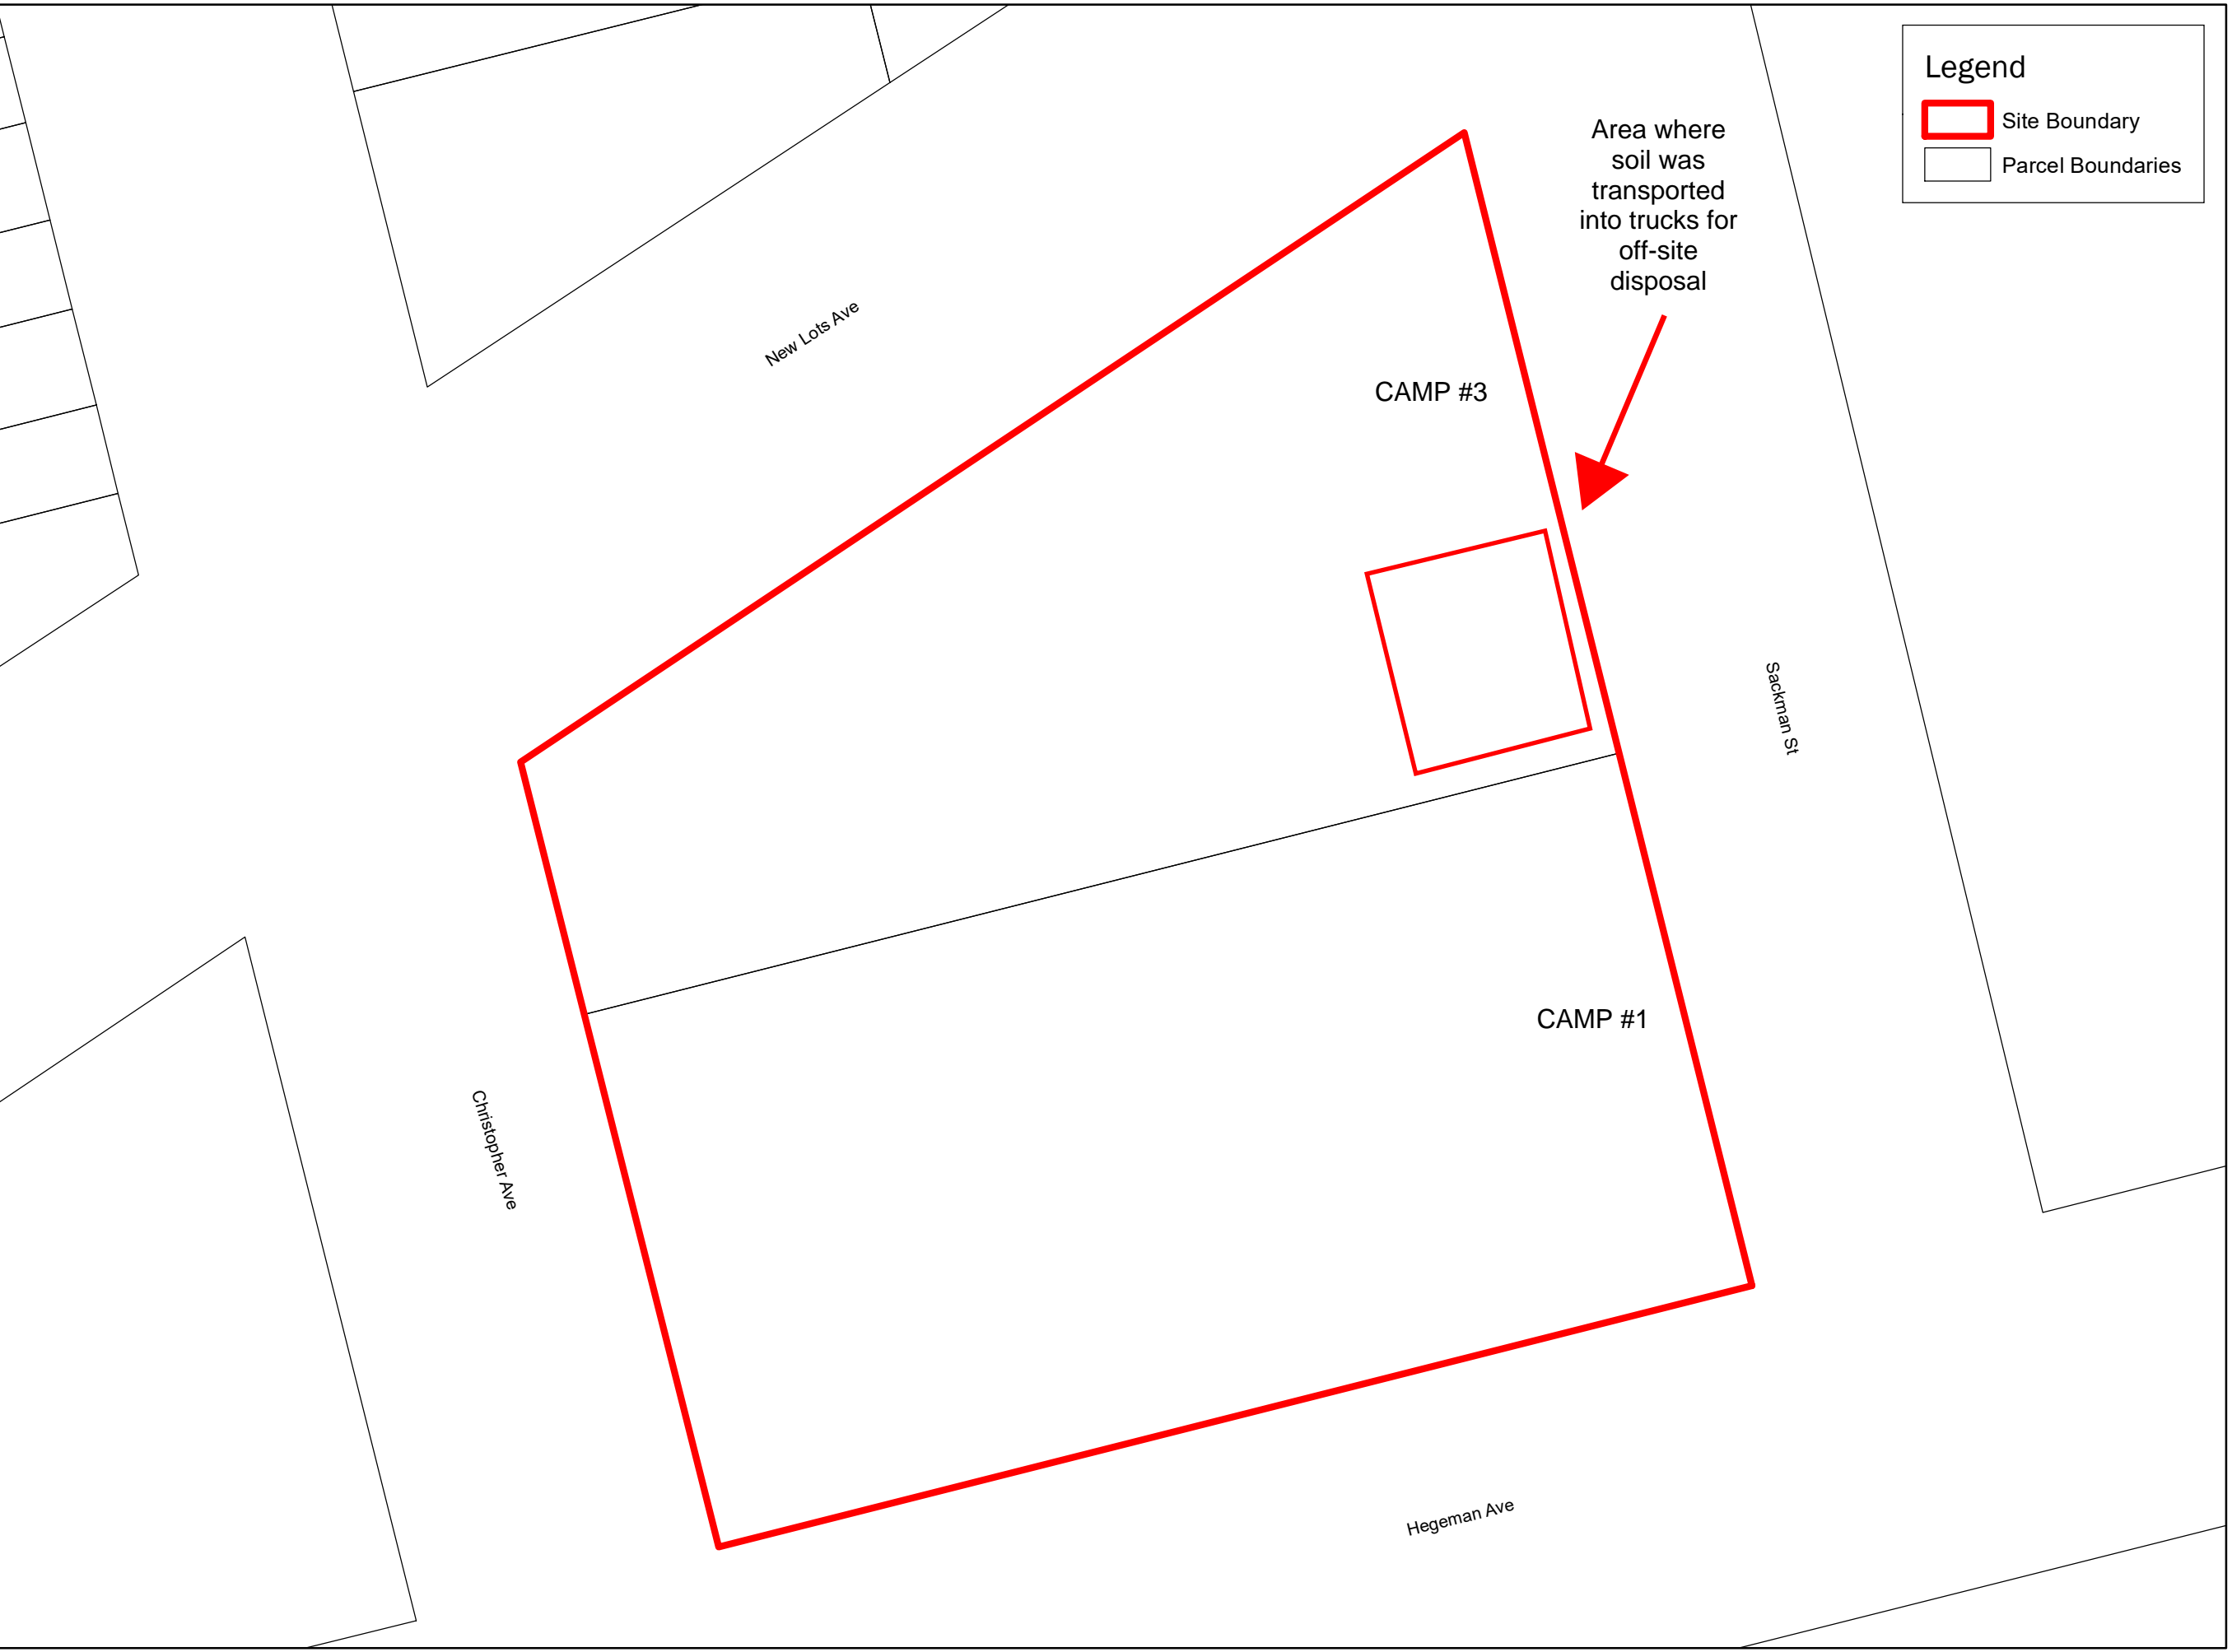 Legend
Site Boundary
Parcel Boundaries
Area where
soil was
transported
into trucks for
off-site
disposal
New Lots Ave
CAMP #3
Sackman St
CAMP #1
Christopher Ave
Hegeman Ave